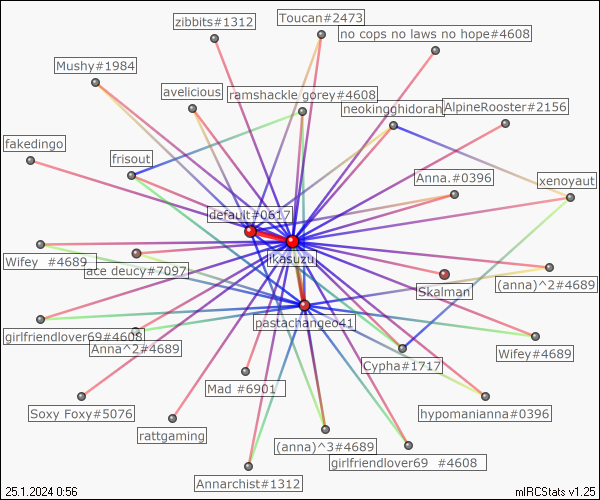 zibbits#1312
Toucan#2473
no cops no laws no hope#4608
Mushy#1984
avelicious
ramshackle gorey#4608
neokingghidorah
AlpineRooster#2156
fakedingo
frisout
Anna.#0396
xenoyaut
default#0617
ikasuzu
Wifey #4689
ace deucy#7097
Skalman
(anna)^2#4689
girlfriendlover69#4608
pastachangeo41
Anna^2#4689
Wifey#4689
Cypha#1717
Mad #6901
Soxy Foxy#5076
hypomanianna#0396
rattgaming
(anna)^3#4689
girlfriendlover69 #4608
Annarchist#1312
25.1.2024 0:56
mIRCStats v1.25